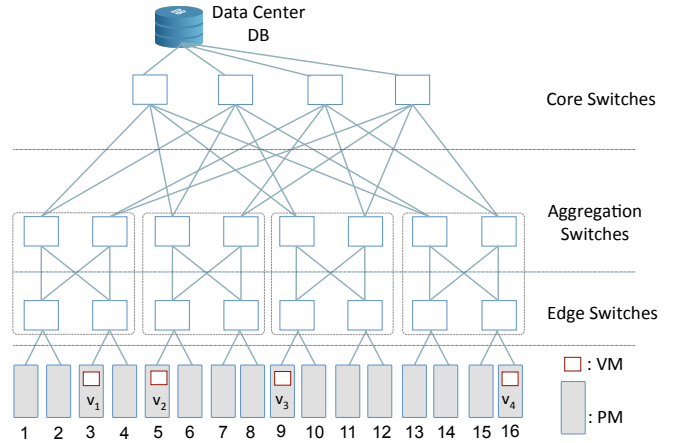 Data Center
DB
DB
Core Switches
Aggregation
Switches
Edge Switches
: VM
v1 v2 v3 v4
: PM
1 2 3 4 5 6 7 8 9 10 11 12 13 14 15 16